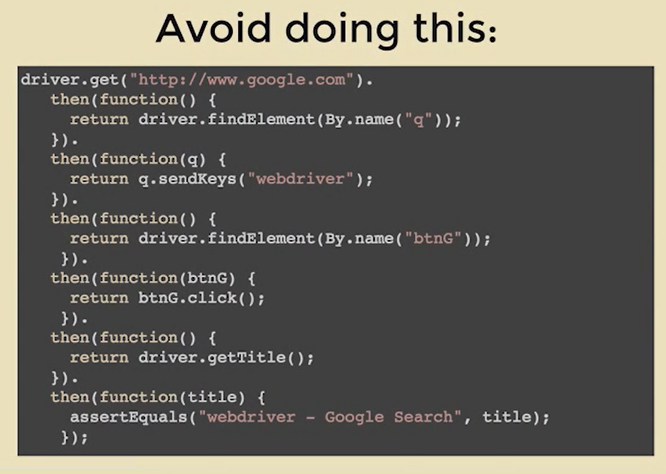 Avoid doing this:
driver.get("http://www.google.com").
then(function() {
return driver.findElement(By.name("q"));
}).
then(function(q) {
return q.sendKeys("webdriver");
}).
then(function() {
return driver.findElement(By.name("btnG"));
}).
then(function(btnG) {
return btnG.click();
}).
then(function() {
return driver.getTitle();
}).
then(function(title) {
assertEquals("webdriver - Google Search", title);
});